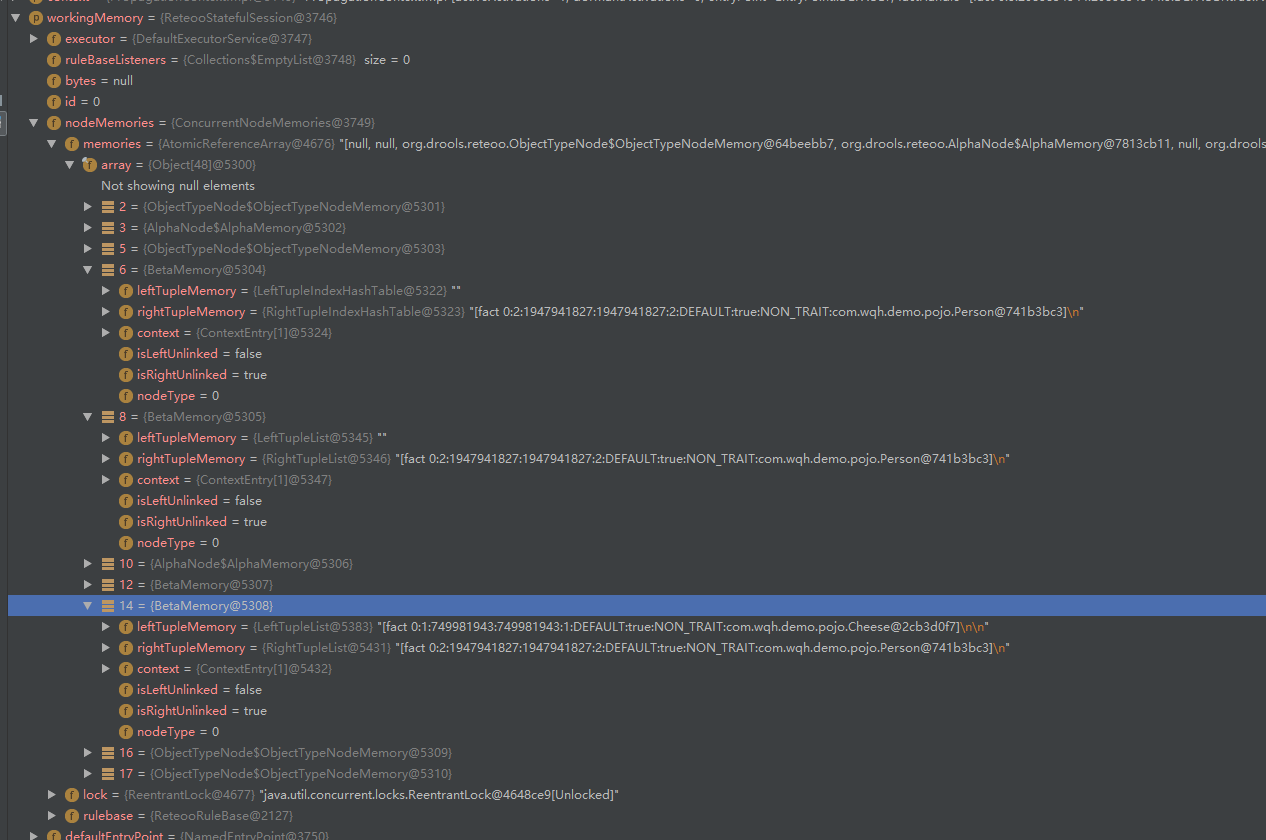 p workingMemory = {ReteooStatefulSession@3746}
f executor = {DefaultExecutorService@3747}
f ruleBaseListeners = {Collections$EmptyList@3748} size = 0
f bytes = null
f id = 0
f nodeMemories = {ConcurrentNodeMemories@3749}
f memories = {AtomicReferenceArray@4676} "[null, null, org.drools.reteoo.ObjectTypeNode$ObjectTypeNodeMemory@64beebb7, org.drools.reteoo.AlphaNode$AlphaMemory@7813cb11, null, org.drools
f array = {Object[48]@5300}
Not showing null elements
2 = {ObjectTypeNode$ObjectTypeNodeMemory@5301}
3 = {AlphaNode$AlphaMemory@5302}
5 = {ObjectTypeNode$ObjectTypeNodeMemory@5303}
6 = {BetaMemory@5304}
f leftTupleMemory = {LeftTupleIndexHashTable@5322} ""
f rightTupleMemory = {RightTupleIndexHashTable@5323} "[fact 0:2:1947941827:1947941827:2:DEFAULT:true:NON_TRAIT:com.wqh.demo.pojo.Person@741b3bc3]\n"
f context = {ContextEntry[1]@5324}
f isLeftUnlinked = false
f isRightUnlinked = true
f nodeType = 0
8 = {BetaMemory@5305}
f leftTupleMemory = {LeftTupleList@5345} ""
f rightTupleMemory = {RightTupleList@5346} "[fact 0:2:1947941827:1947941827:2:DEFAULT:true:NON_TRAIT:com.wqh.demo.pojo.Person@741b3bc3]\n"
f context = {ContextEntry[1]@5347}
f isLeftUnlinked = false
f isRightUnlinked = true
f nodeType = 0
10 = {AlphaNode$AlphaMemory@5306}
12 = {BetaMemory@5307}
14 = {BetaMemory@5308}
f leftTupleMemory = {LeftTupleList@5383} "[fact 0:1:749981943:749981943:1:DEFAULT:true:NON_TRAIT:com.wqh.demo.pojo.Cheese@2cb3d0f7]\n\n"
f rightTupleMemory = {RightTupleList@5431} "[fact 0:2:1947941827:1947941827:2:DEFAULT:true:NON_TRAIT:com.wqh.demo.pojo.Person@741b3bc3]\n"
f context = {ContextEntry[1]@5432}
f isLeftUnlinked = false
f isRightUnlinked = true
f nodeType = 0
16 = {ObjectTypeNode$ObjectTypeNodeMemory@5309}
17 = {ObjectTypeNode$ObjectTypeNodeMemory@5310}
f lock = {ReentrantLock@4677} "java.util.concurrent.locks.ReentrantLock@4648ce9[Unlocked]"
f rulebase = {ReteooRuleBase@2127}
f defaultEntryPoint = {NamedEntryPoint@3750}